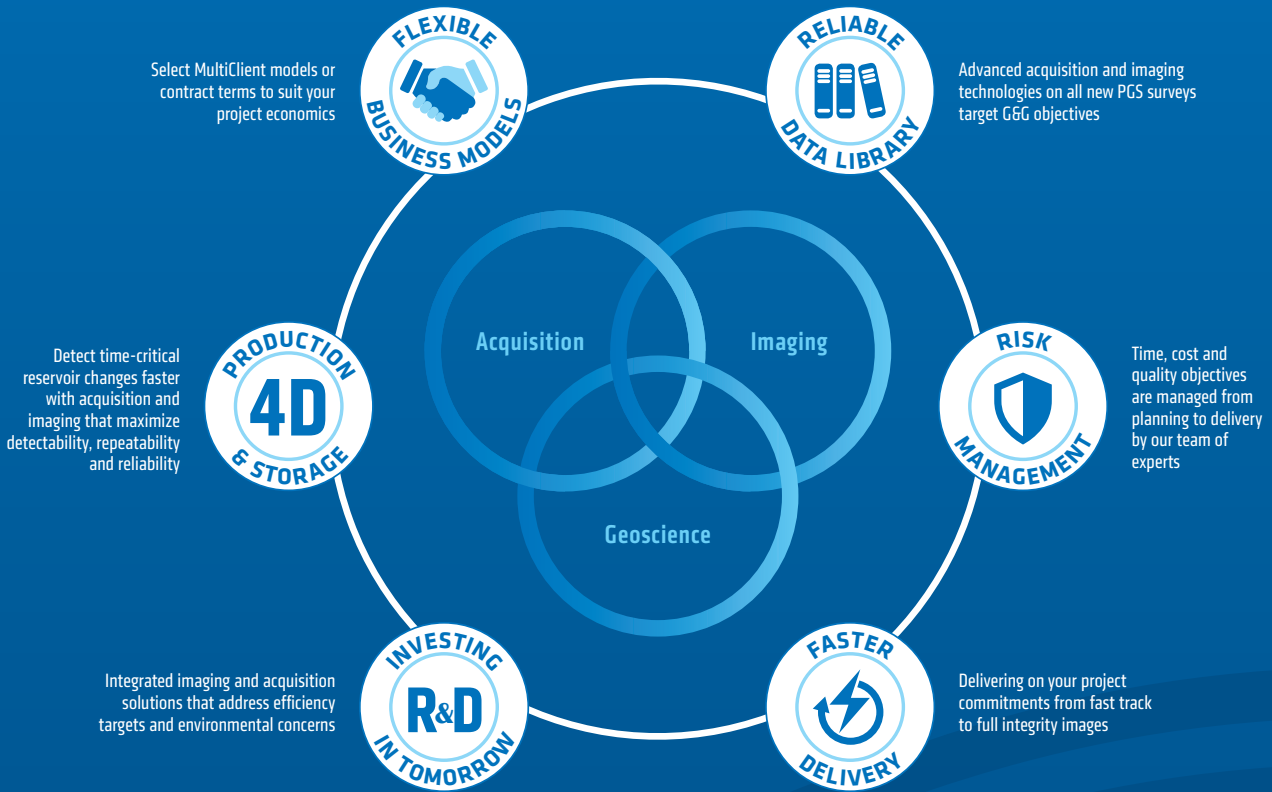 FLEXIBLE
BUSINESS MODELS
Select MultiClient models or
contract terms to suit your
project economics
RELIABLE
DATA LIBRARY
Advanced acquisition and imaging
technologies on all new PGS surveys
target G&G objectives
Acquisition
Imaging
Geoscience
PRODUCTION
4D
& STORAGE
Detect time-critical
reservoir changes faster
with acquisition and
imaging that maximize
detectability, repeatability
and reliability
RISK
MANAGEMENT
Time, cost and
quality objectives
are managed from
planning to delivery
by our team of
experts
INVESTING
R&D
IN TOMORROW
Integrated imaging and acquisition
solutions that address efficiency
targets and environmental concerns
FASTER
DELIVERY
Delivering on your project
commitments from fast track
to full integrity images